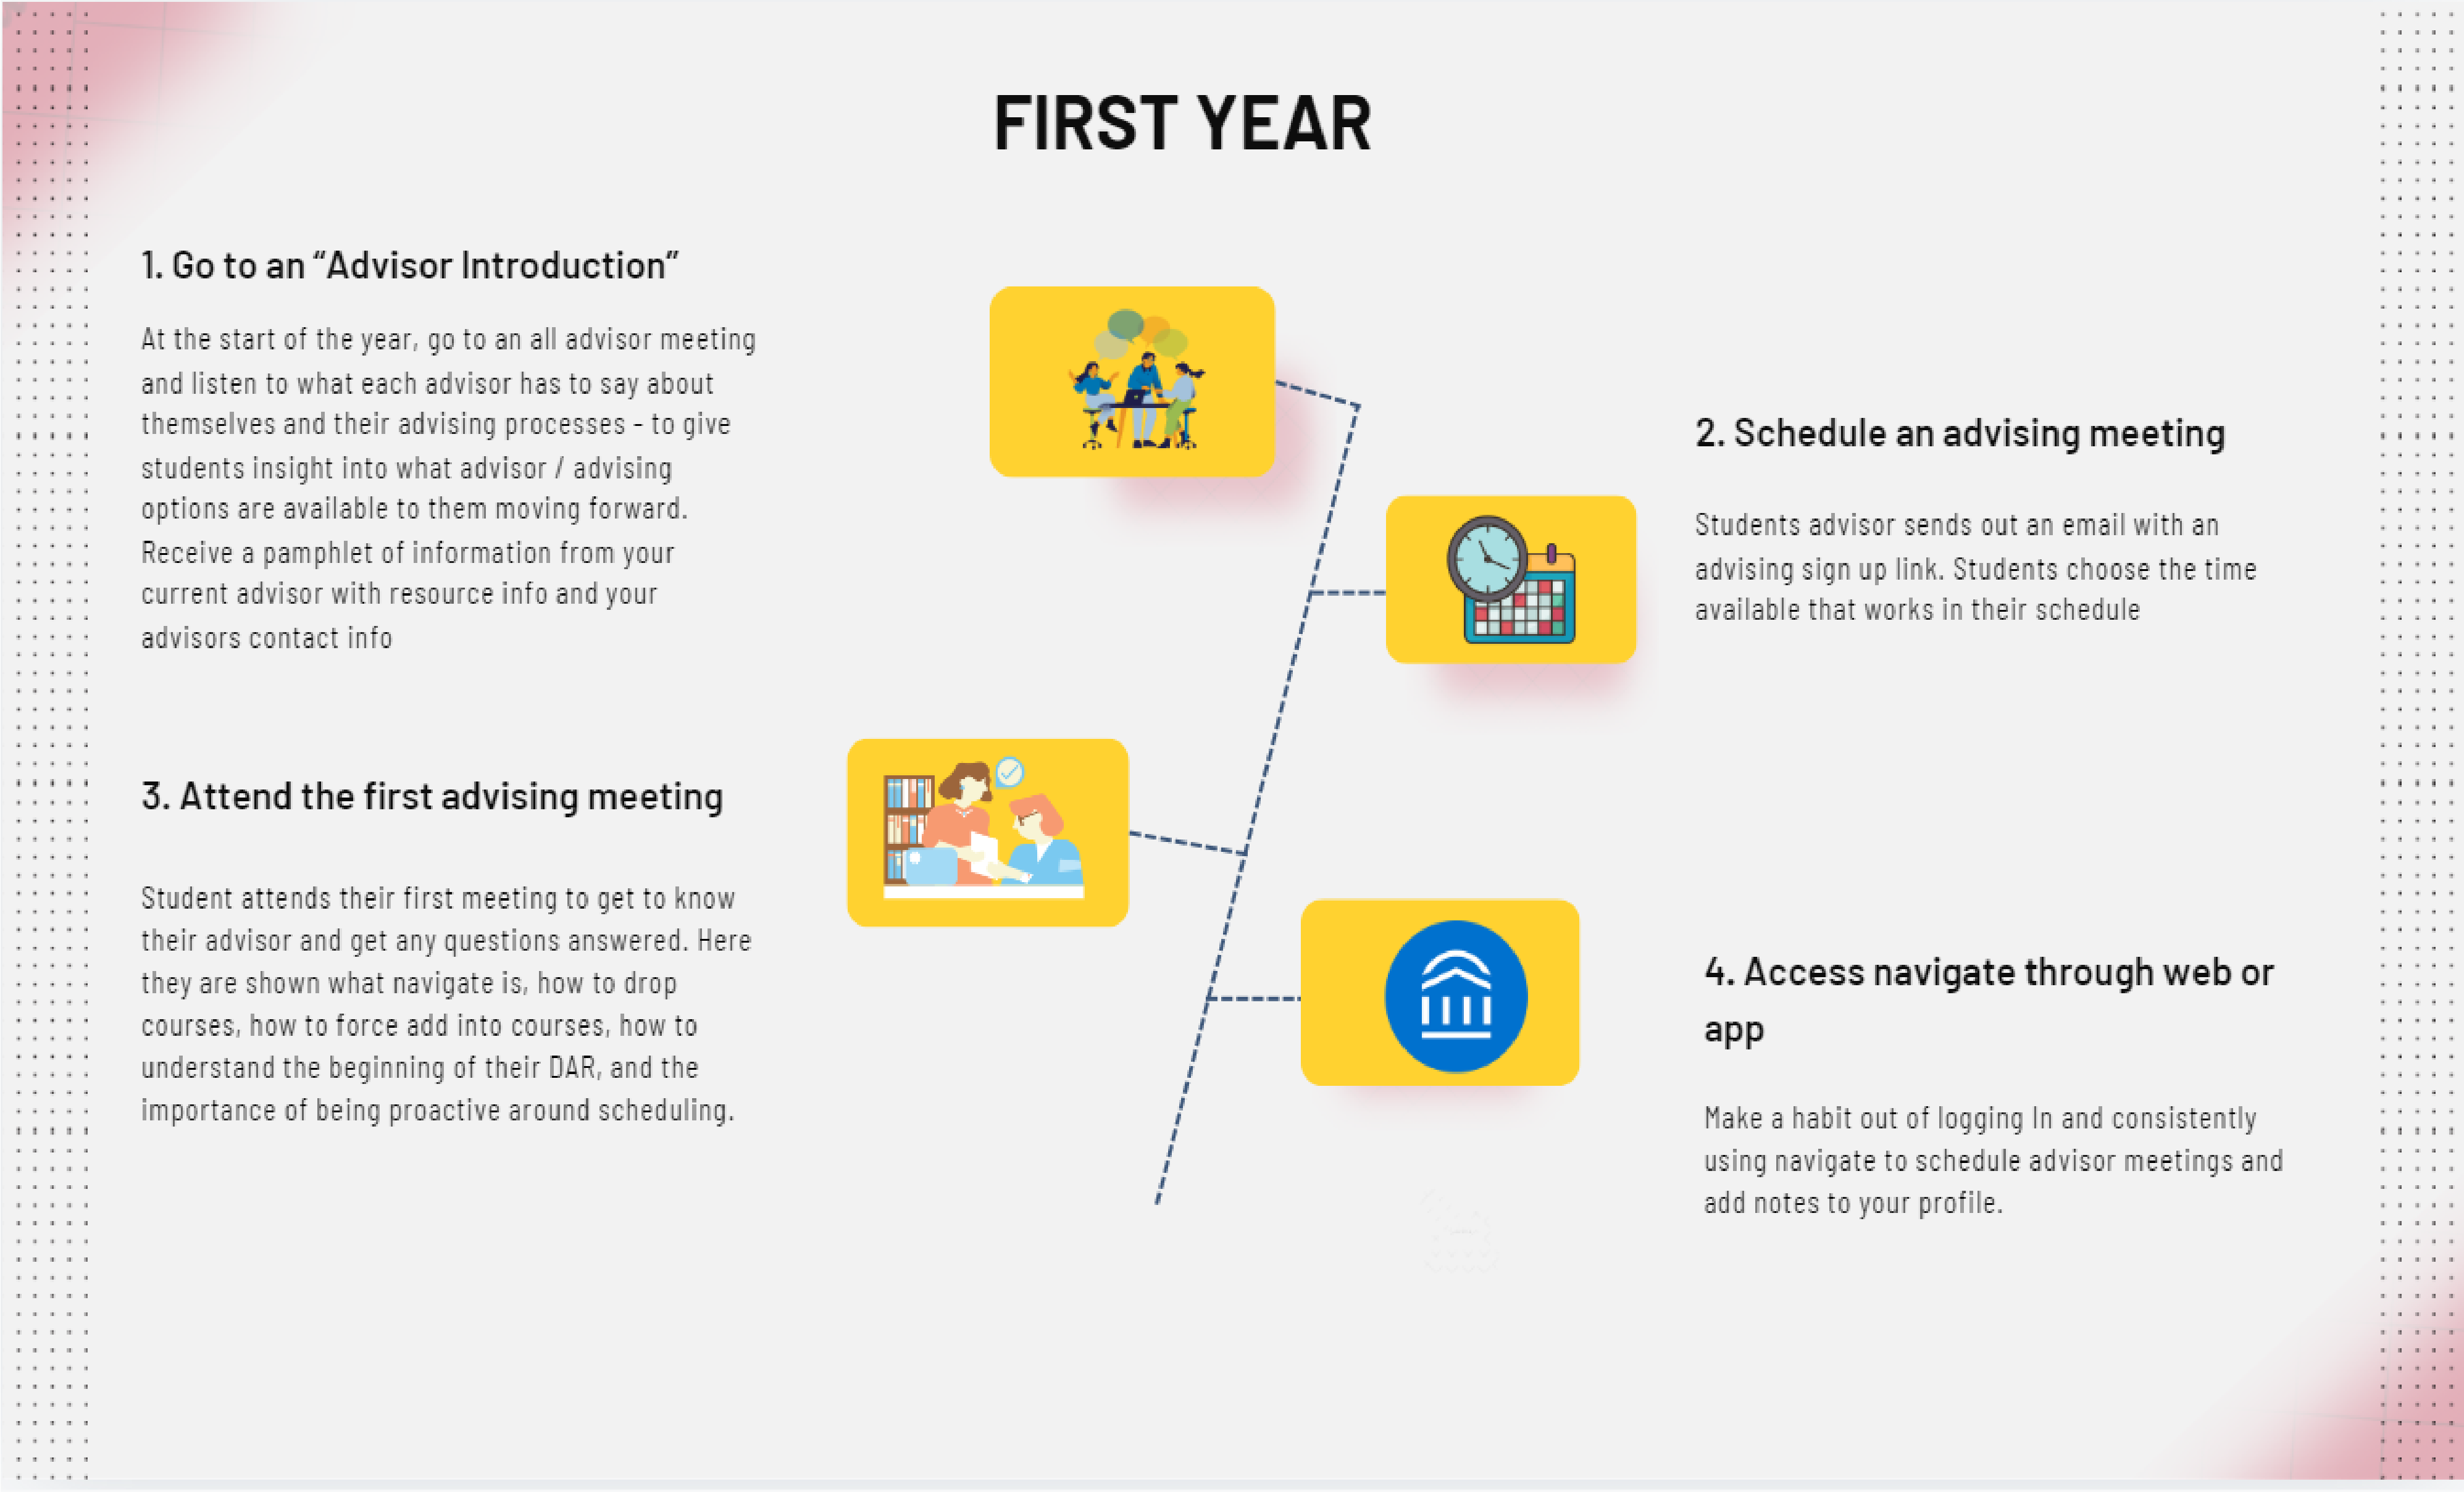 FIRST YEAR
1. Go to an “Advisor Introduction”
At the start of the year, go to an all advisor meeting
and listen to what each advisor has to say about
themselves and their advising processes - to give
students insight into what advisor / advising
options are available to them moving forward.
Receive a pamphlet of information from your
current advisor with resource info and your
advisors contact info
2. Schedule an advising meeting
Students advisor sends out an email with an
advising sign up link. Students choose the time
available that works in their schedule
3. Attend the first advising meeting
Student attends their first meeting to get to know
their advisor and get any questions answered. Here
they are shown what navigate is, how to drop
courses, how to force add into courses, how to
understand the beginning of their DAR, and the
importance of being proactive around scheduling.
4. Access navigate through web or
app
Make a habit out of logging In and consistently
using navigate to schedule advisor meetings and
add notes to your profile.